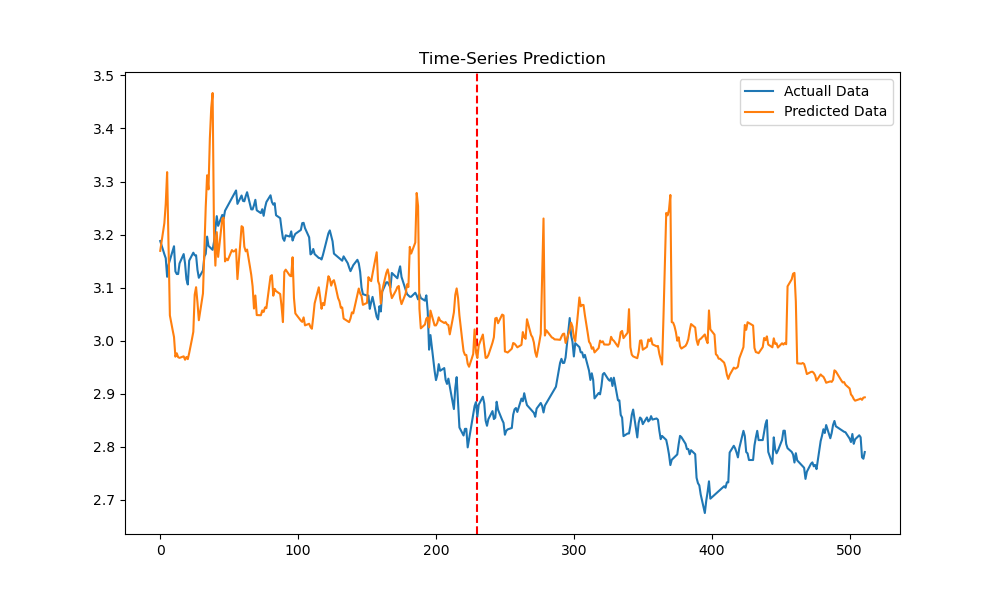 Time-Series Prediction
Actuall Data
Predicted Data
3.5
3.4
3.3
3.2
3.1
3.0
2.9
2.8
2.7
0 100 200 300 400 500